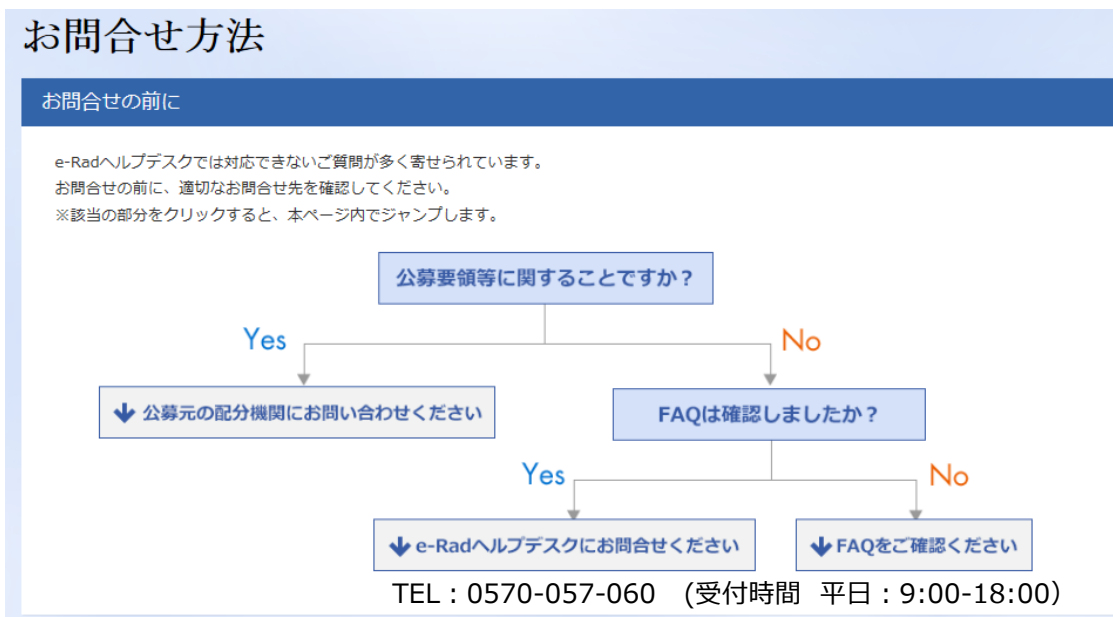 お問合せ方法
お問合せの前に
e-Radヘルプデスクでは対応できないご質問が多く寄せられています。
お問合せの前に、適切なお問合せ先を確認してください。
※該当の部分をクリックすると、本ページ内でジャンプします。
公募要領等に関することですか？
Yes
No
公募元の配分機関にお問い合わせください
FAQは確認しましたか？
Yes
No
e-Radヘルプデスクにお問合せください
FAQをご確認ください
TEL：0570-057-060 (受付時間 平日：9:00-18:00）